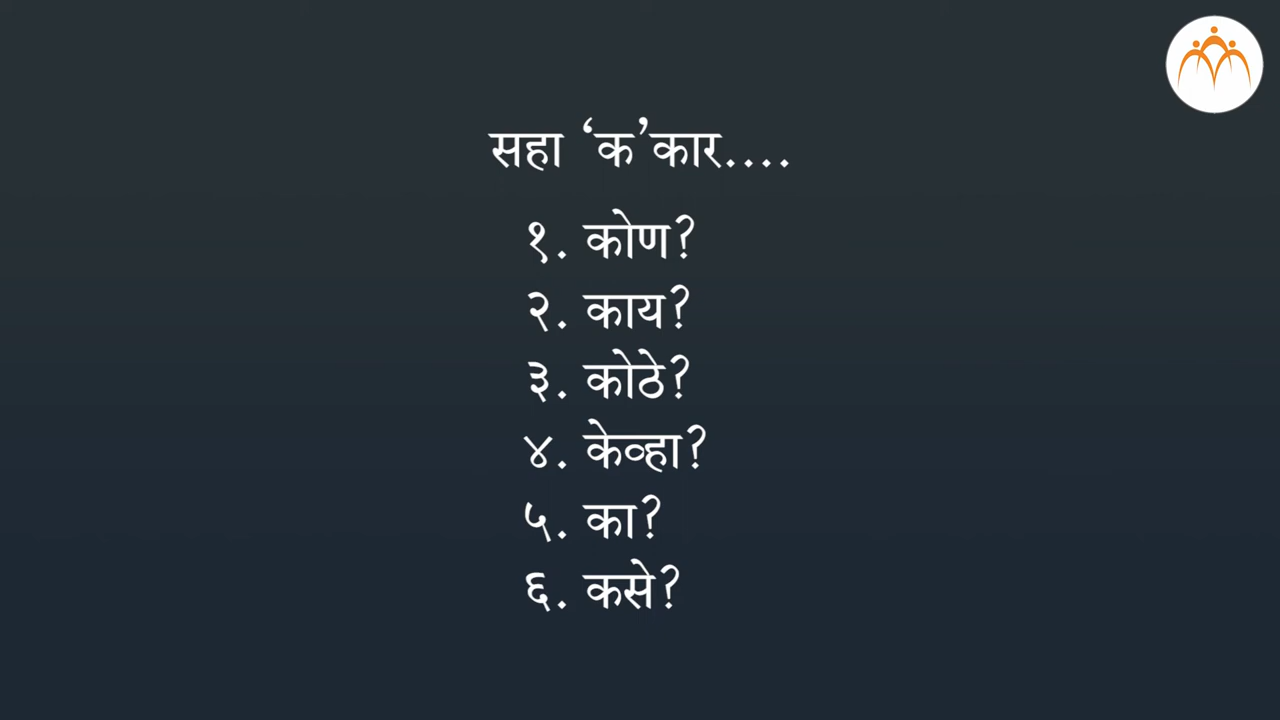 सहा ‘क’कार....
१. कोण?
२. काय?
३. कोठे?
४. केव्हा?
५. का?
६. कसे?